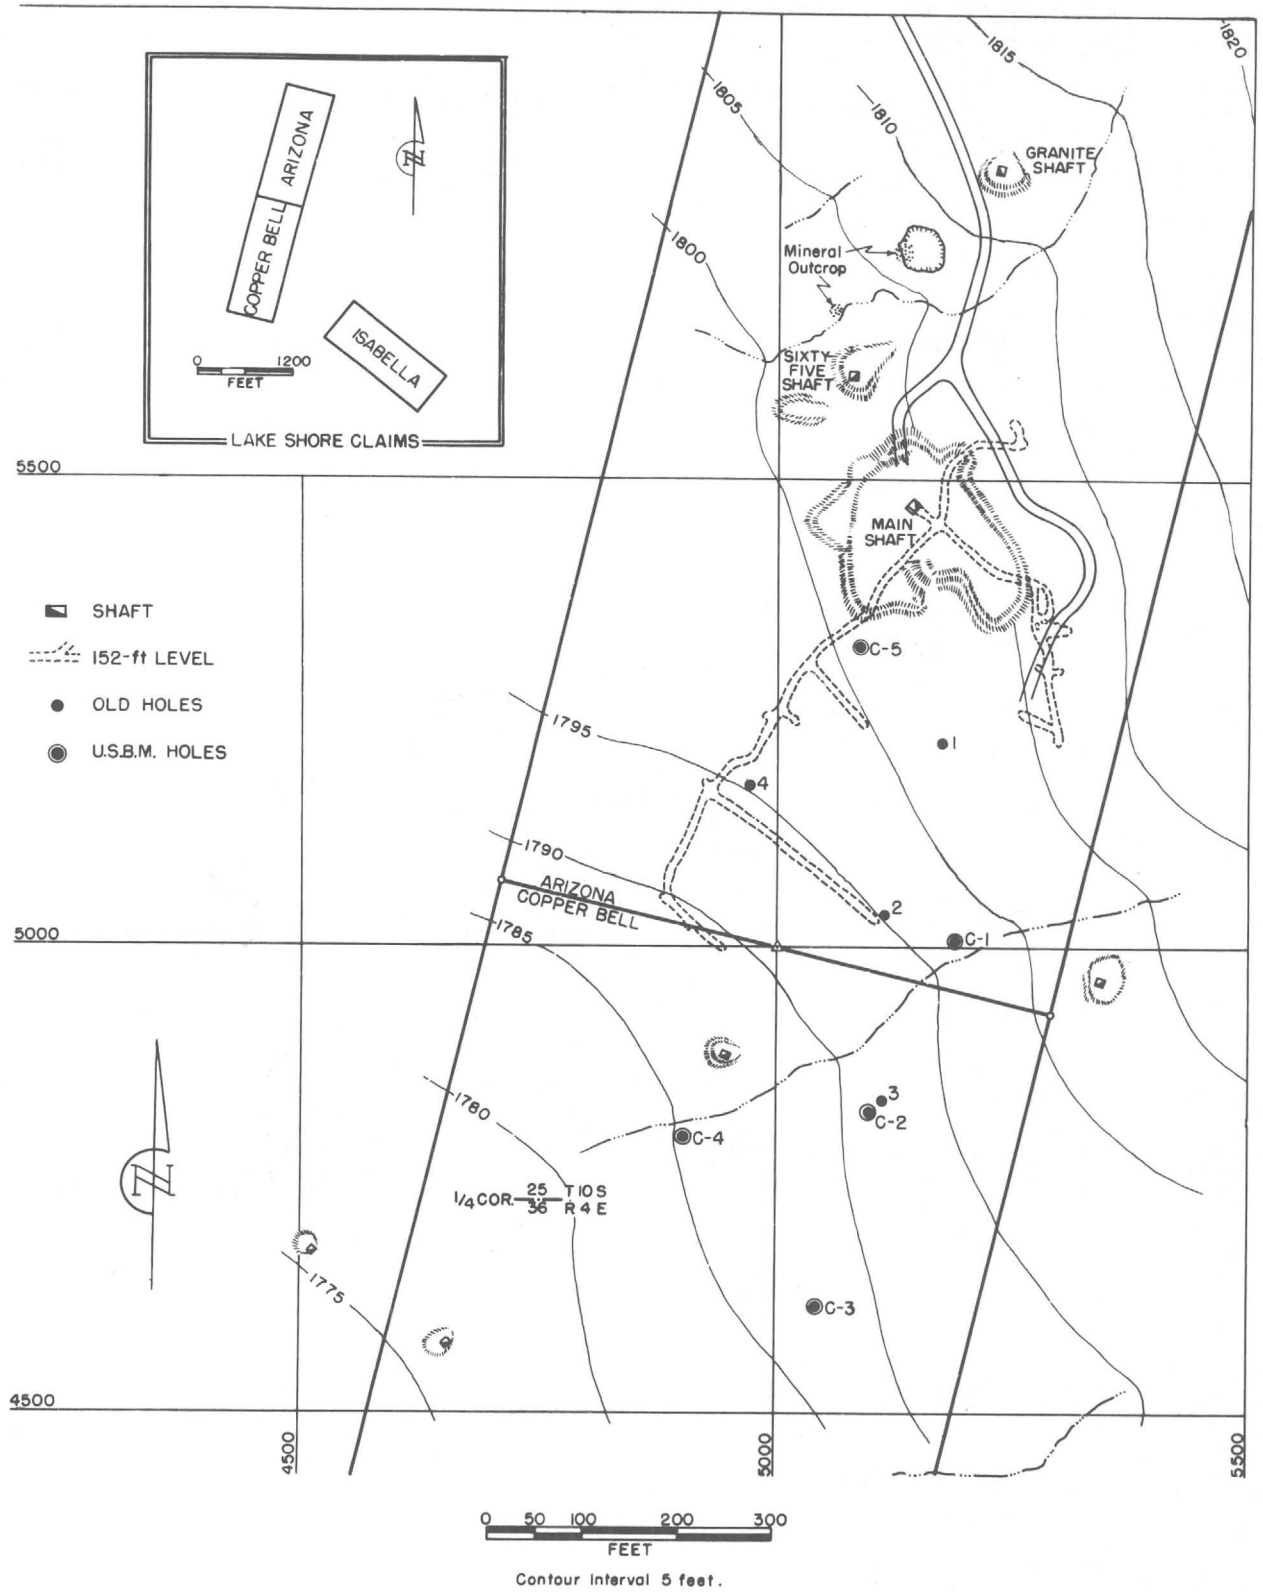 ARIZONA
COPPER BELL
ISABELLA
N
0 1200
FEET
LAKE SHORE CLAIMS
1805
1810
1815
1820
1800
GRANITE
SHAFT
Mineral
Outcrop
SIXTY
FIVE
SHAFT
5500
MAIN
SHAFT
SHAFT
152-ft LEVEL
OLD HOLES
U.S.B.M. HOLES
C-5
1795
1
4
1790
ARIZONA
COPPER BELL
1785
2
C-1
5000
3
C-2
C-4
1780
1/4 COR. 25 T 10 S
36 R 4 E
N
1775
C-3
4500
4500
5000
5500
0 50 100 200 300
FEET
Contour Interval 5 feet.